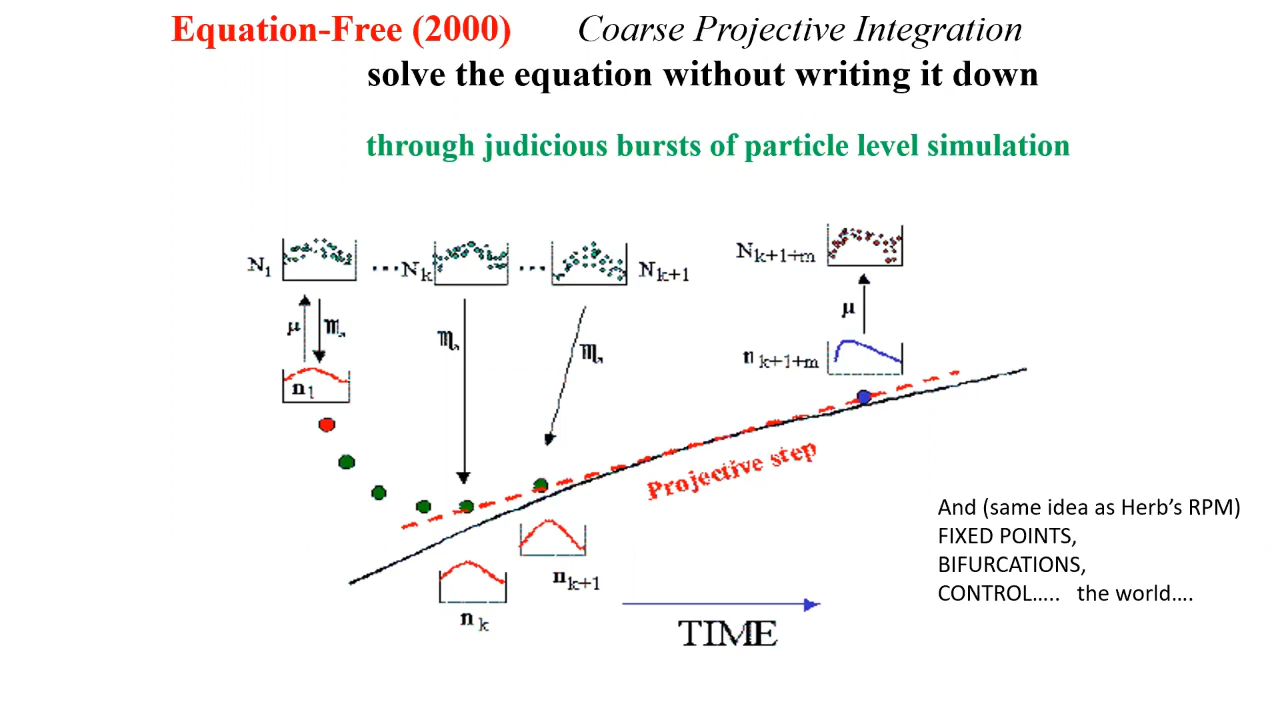 Equation-Free (2000) Coarse Projective Integration
solve the equation without writing it down
through judicious bursts of particle level simulation
N1 ...Nk ... Nk+1
Nk+1+m
μ ℳ
ℳ
ℳ
μ
n1
nk+1+m
Projective step
nk+1
nk
TIME
And (same idea as Herb’s RPM)
FIXED POINTS,
BIFURCATIONS,
CONTROL..... the world....